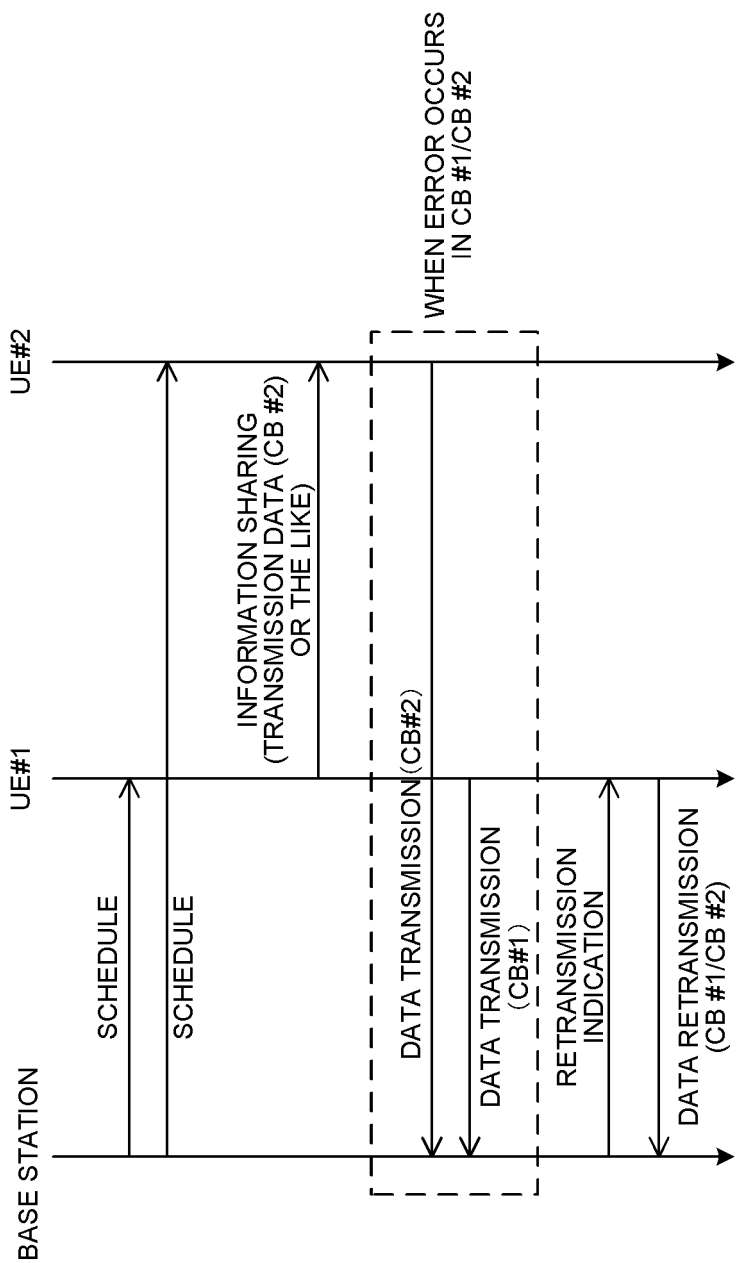 BASE STATION
UE#1
UE#2
SCHEDULE
SCHEDULE
INFORMATION SHARING
(TRANSMISSION DATA (CB #2)
OR THE LIKE)
WHEN ERROR OCCURS
IN CB #1/CB #2
DATA TRANSMISSION (CB#2)
DATA TRANSMISSION
(CB#1)
RETRANSMISSION
INDICATION
DATA RETRANSMISSION
(CB #1/CB #2)